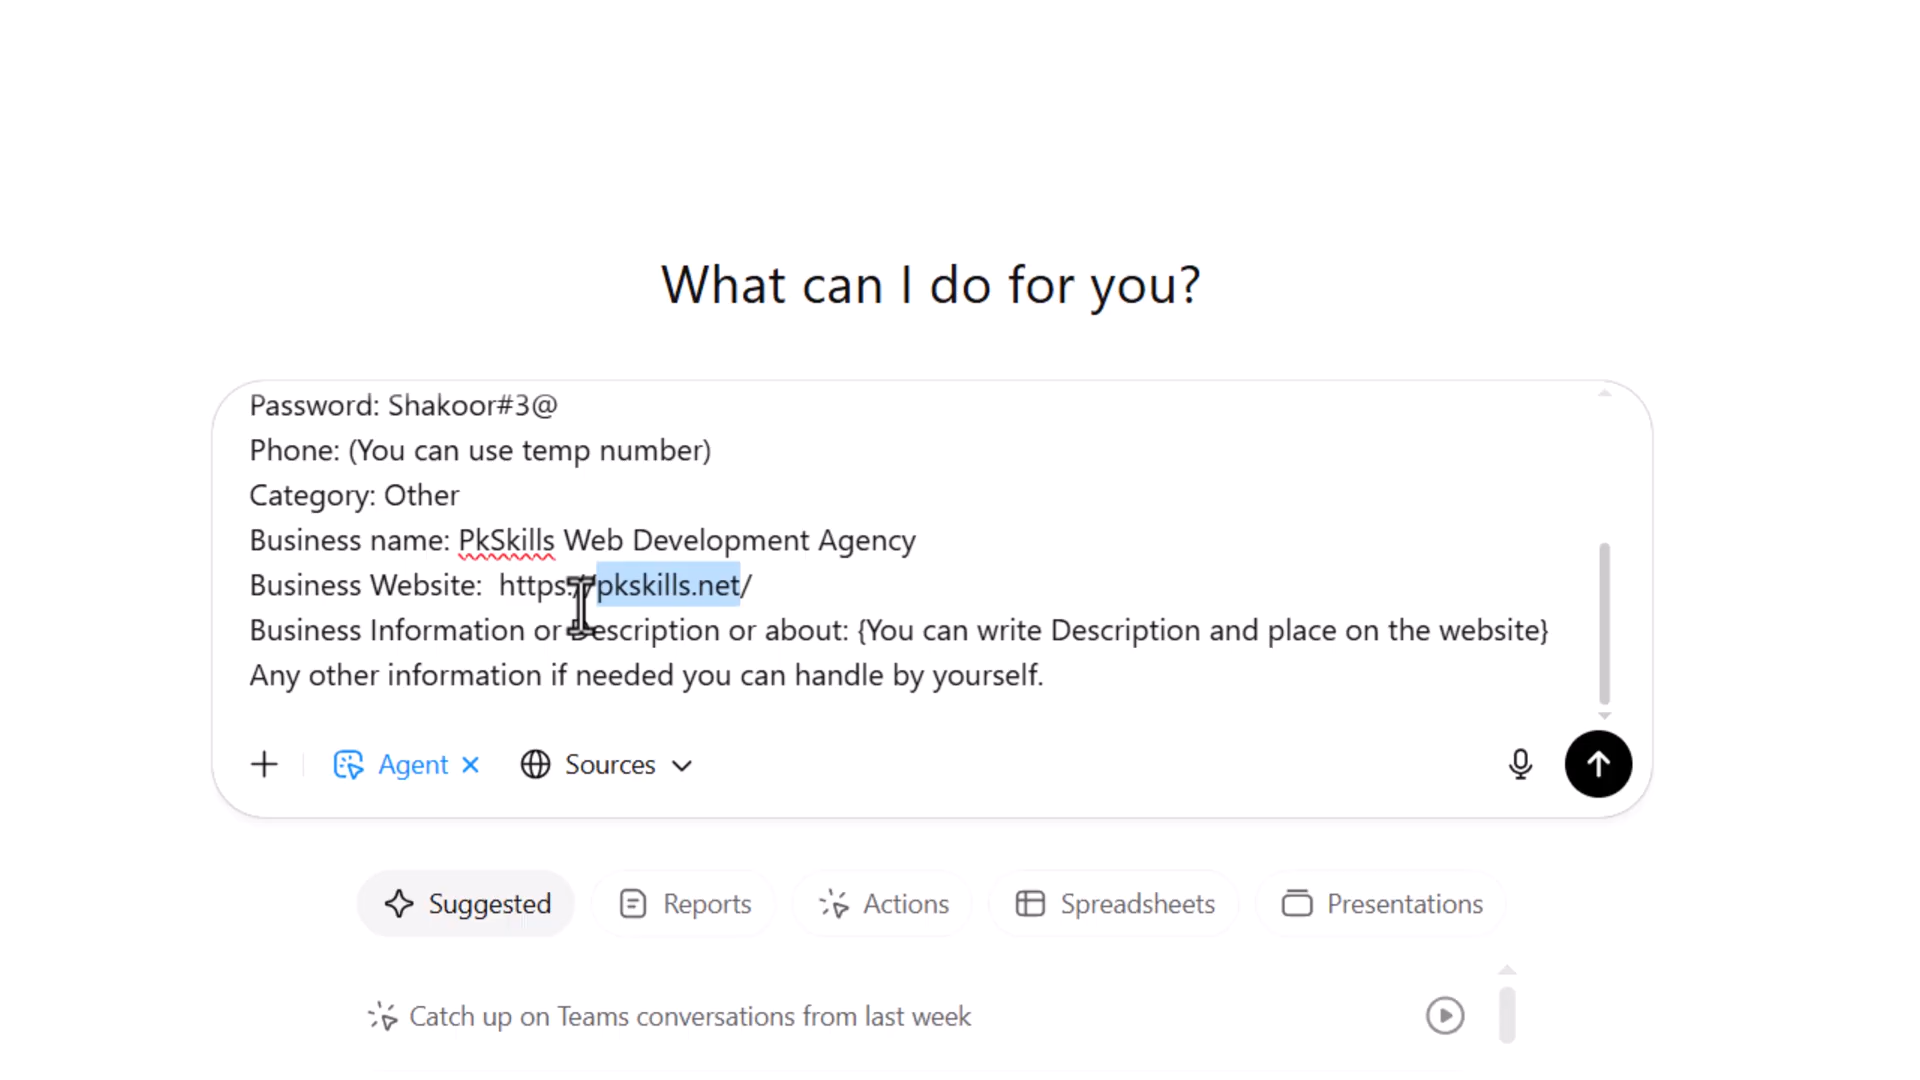 What can I do for you?
Password: Shakoor#3@
Phone: (You can use temp number)
Category: Other
Business name: PkSkills Web Development Agency
Business Website:  https://pkskills.net/
Business Information or Description or about: {You can write Description and place on the website}
Any other information if needed you can handle by yourself.
Agent
Sources
Suggested
Reports
Actions
Spreadsheets
Presentations
Catch up on Teams conversations from last week